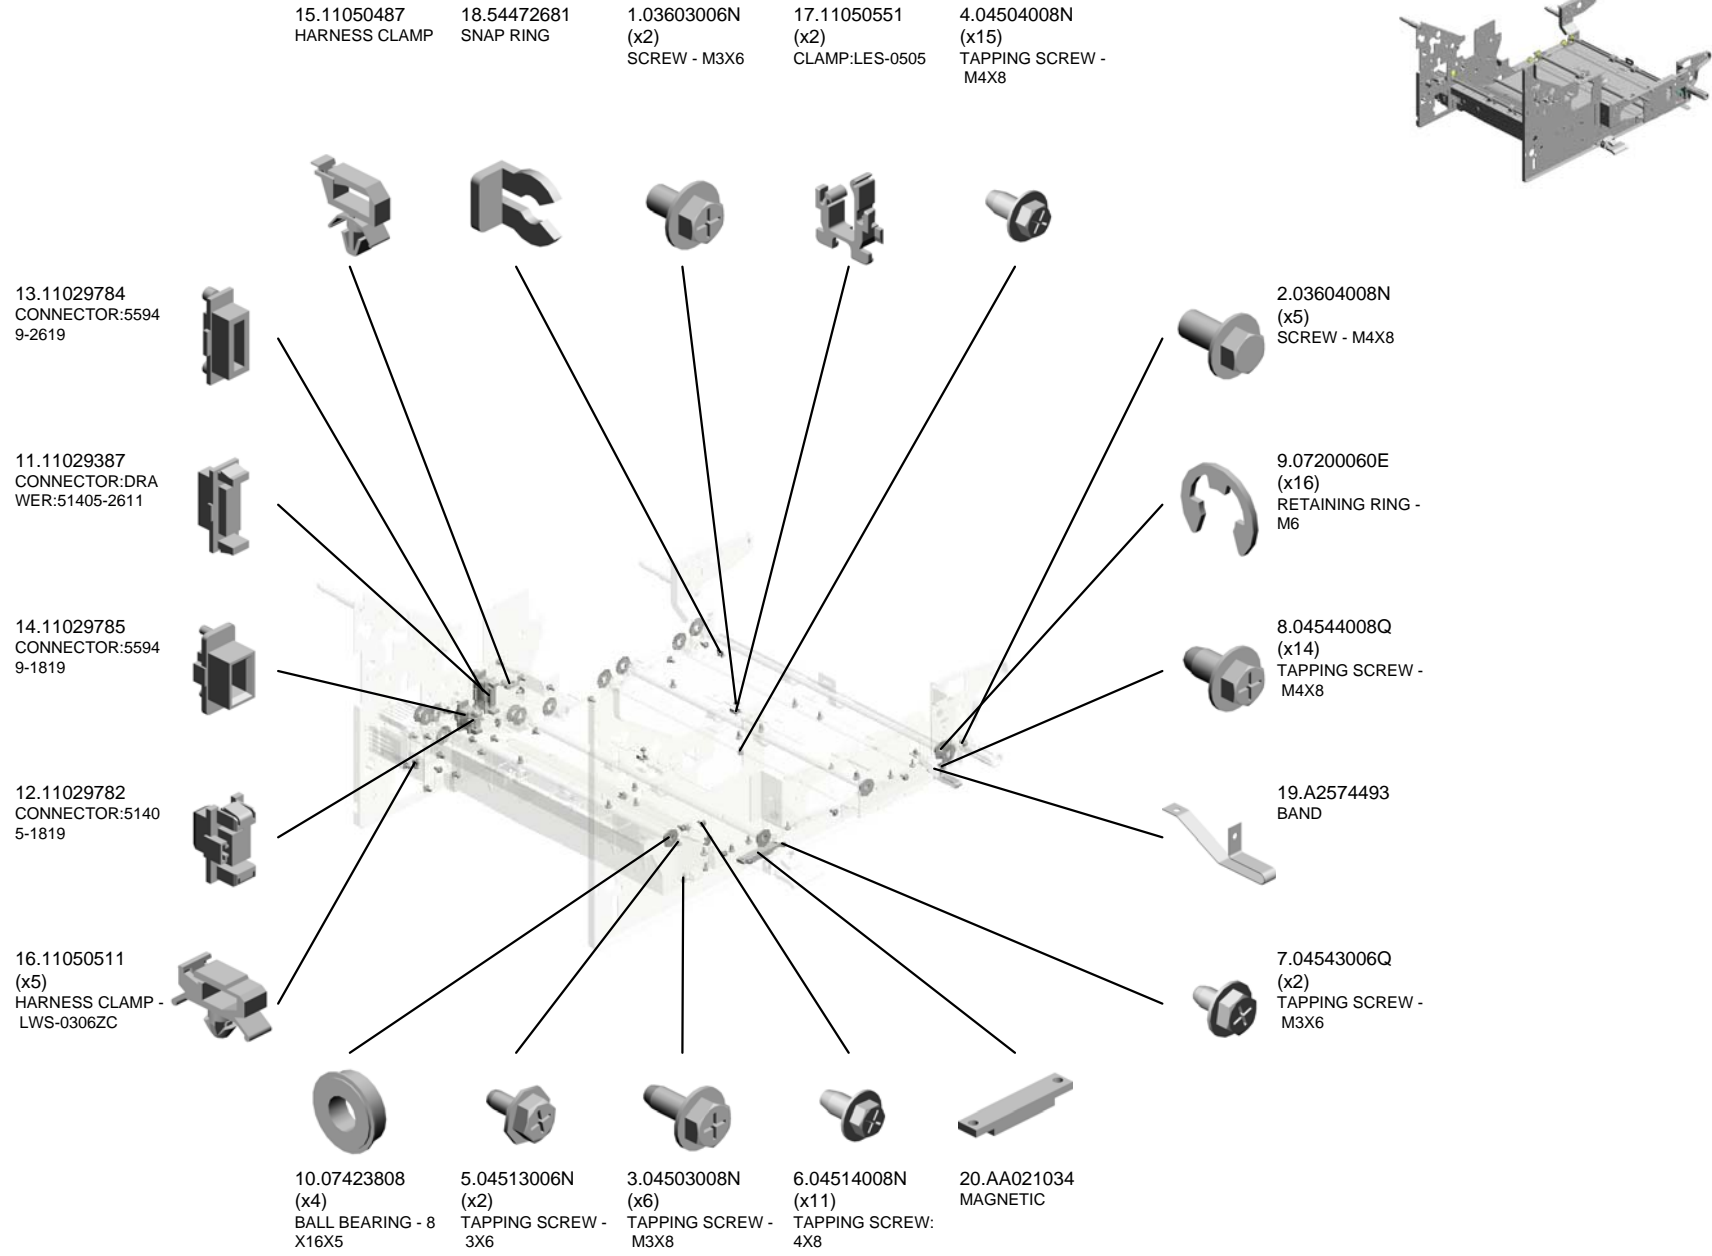 15.11050487
HARNESS CLAMP
18.54472681
SNAP RING
1.03603006N
(x2)
SCREW - M3X6
17.11050551
(x2)
CLAMP:LES-0505
4.04504008N
(x15)
TAPPING SCREW -
M4X8
13.11029784
CONNECTOR:5594
9-2619
2.03604008N
(x5)
SCREW - M4X8
11.11029387
CONNECTOR:DRA
WER:51405-2611
9.07200060E
(x16)
RETAINING RING -
M6
14.11029785
CONNECTOR:5594
9-1819
8.04544008Q
(x14)
TAPPING SCREW -
M4X8
12.11029782
CONNECTOR:5140
5-1819
19.A2574493
BAND
16.11050511
(x5)
HARNESS CLAMP -
LWS-0306ZC
7.04543006Q
(x2)
TAPPING SCREW -
M3X6
10.07423808
(x4)
BALL BEARING - 8
X16X5
5.04513006N
(x2)
TAPPING SCREW -
3X6
3.04503008N
(x6)
TAPPING SCREW -
M3X8
6.04514008N
(x11)
TAPPING SCREW:
4X8
20.AA021034
MAGNETIC